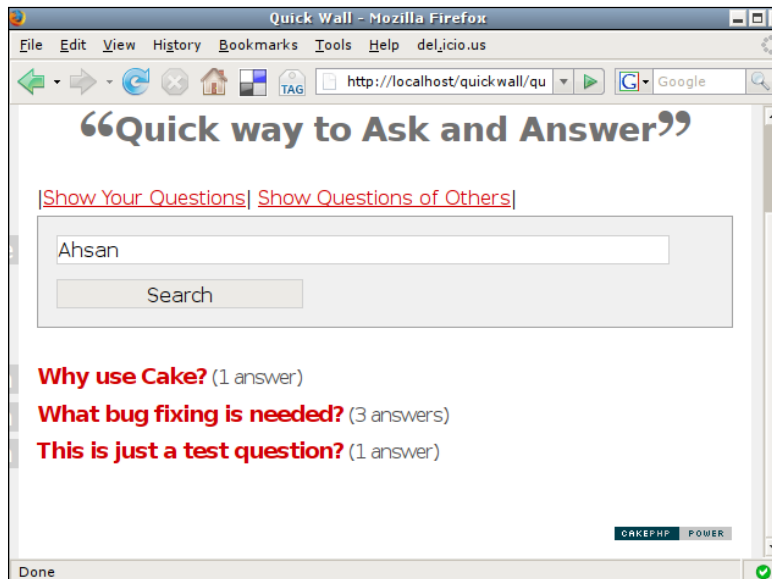 Quick Wall - Mozilla Firefox
File Edit View History Bookmarks Tools Help del.icio.us
TAG http://localhost/quickwall/qu G Google
“Quick way to Ask and Answer”
|Show Your Questions| Show Questions of Others|
Ahsan
Search
Why use Cake? (1 answer)
What bug fixing is needed? (3 answers)
This is just a test question? (1 answer)
CAKEPHP POWER
Done